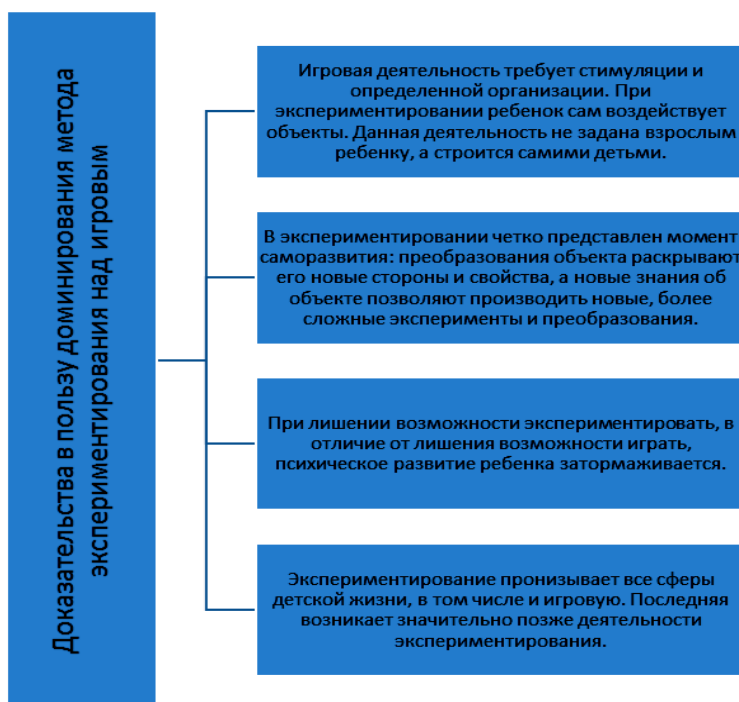 Доказательства в пользу доминирования метода
экспериментирования над игровым
Игровая деятельность требует стимуляции и
определенной организации. При
экспериментировании ребенок сам воздействует
объекты. Данная деятельность не задана взрослым
ребенку, а строится самими детьми.
В экспериментировании четко представлен момент
саморазвития: преобразования объекта раскрывают
его новые стороны и свойства, а новые знания об
объекте позволяют производить новые, более
сложные эксперименты и преобразования.
При лишении возможности экспериментировать, в
отличие от лишения возможности играть,
психическое развитие ребенка затормаживается.
Экспериментирование пронизывает все сферы
детской жизни, в том числе и игровую. Последняя
возникает значительно позже деятельности
экспериментирования.